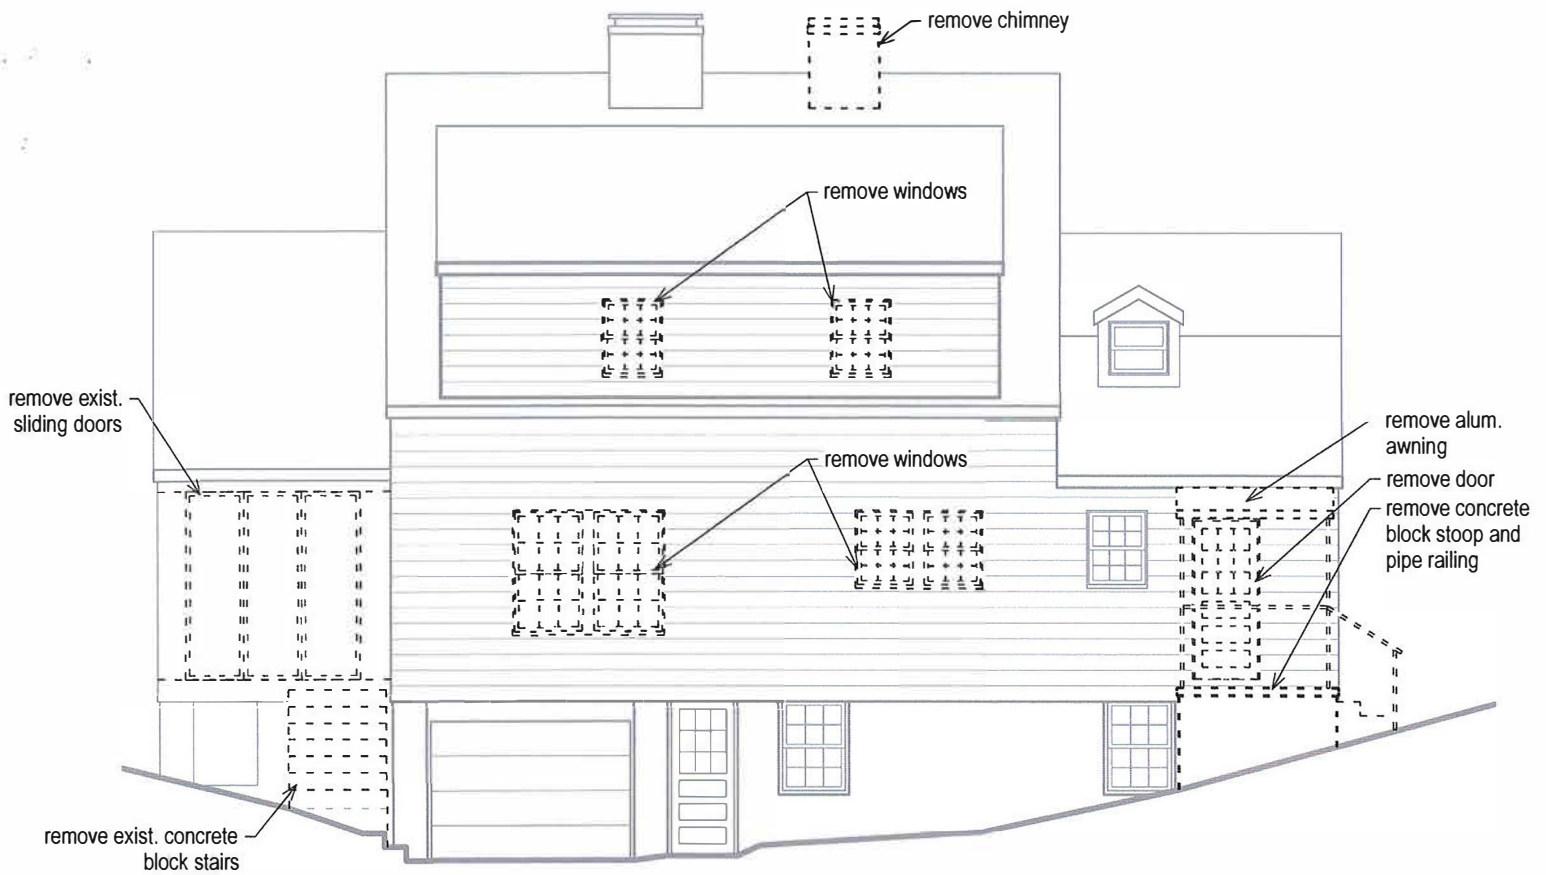 remove chimney
remove windows
remove exist.
sliding doors
remove alum.
awning
remove windows
remove door
remove concrete
block stoop and
pipe railing
remove exist. concrete
block stairs